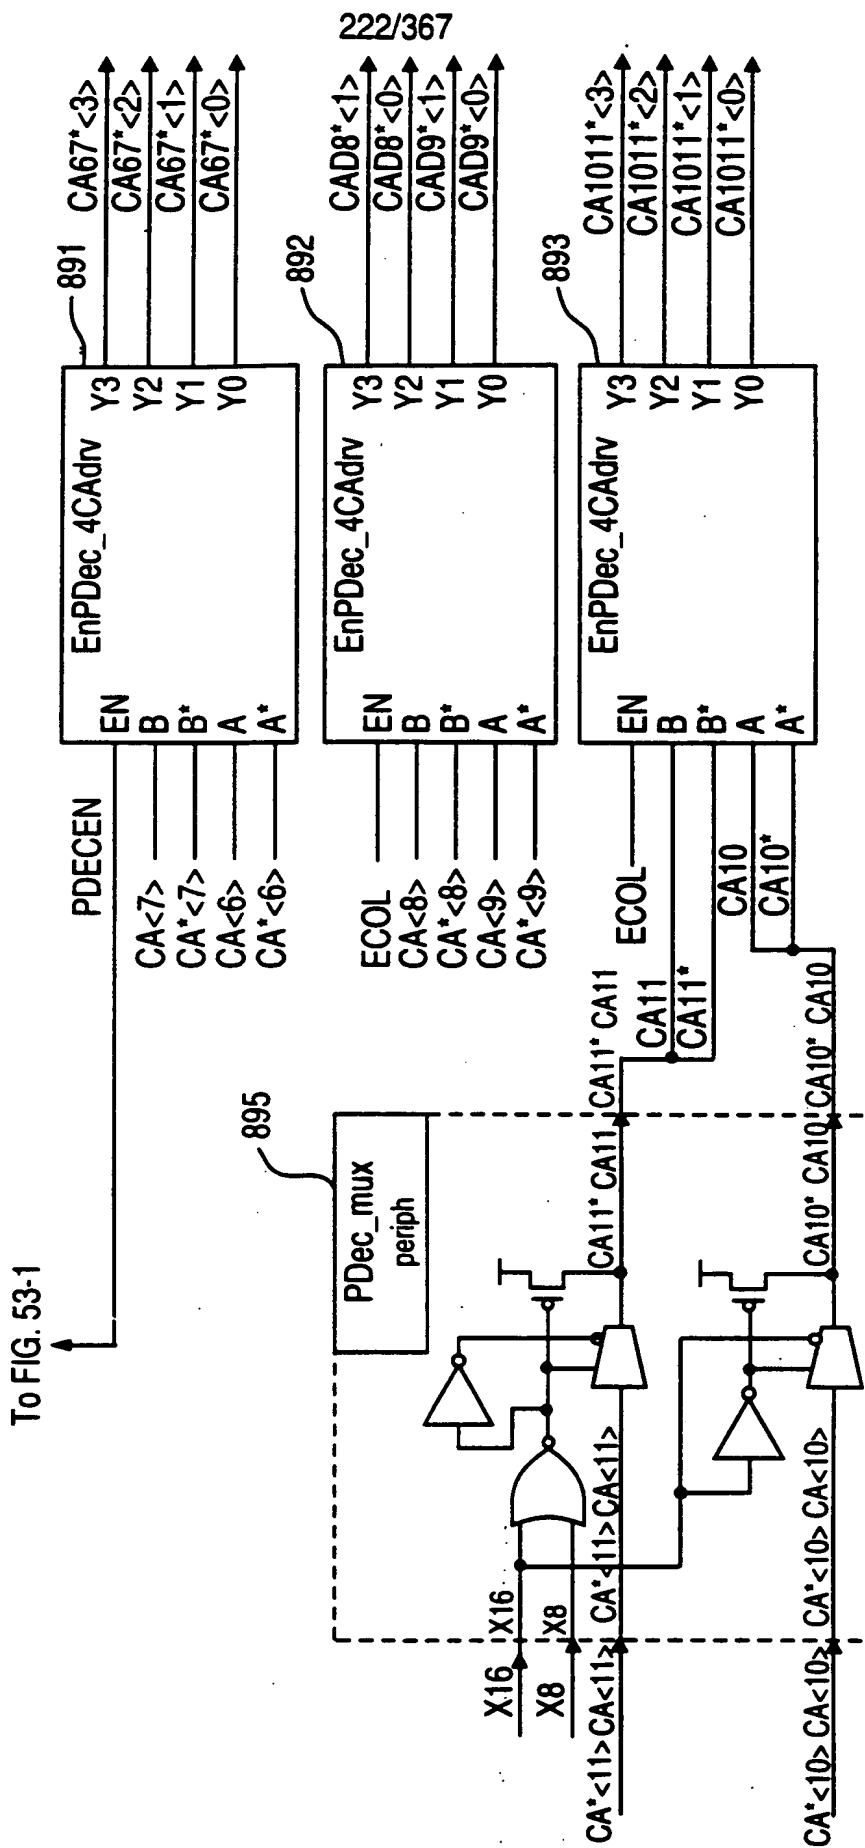 222/367
To FIG. 53-1
PDECEN
CA<7>
CA*<7>
CA<6>
CA*<6>
EN
B
B*
A
A*
EnPDec_4CAdrv
Y3
Y2
Y1
Y0
891
CA67*<3>
CA67*<2>
CA67*<1>
CA67*<0>
ECOL
CA<8>
CA*<8>
CA<9>
CA*<9>
EN
B
B*
A
A*
EnPDec_4CAdrv
Y3
Y2
Y1
Y0
892
CAD8*<1>
CAD8*<0>
CAD9*<1>
CAD9*<0>
ECOL
CA11
CA11*
CA10
CA10*
EN
B
B*
A
A*
EnPDec_4CAdrv
Y3
Y2
Y1
Y0
893
CA1011*<3>
CA1011*<2>
CA1011*<1>
CA1011*<0>
895
PDec_mux
periph
X16
X16
X8
X8
CA*<11> CA<11>
CA*<11> CA<11>
CA11* CA11
CA11* CA11
CA*<10> CA<10>
CA*<10> CA<10>
CA10* CA10
CA10* CA10